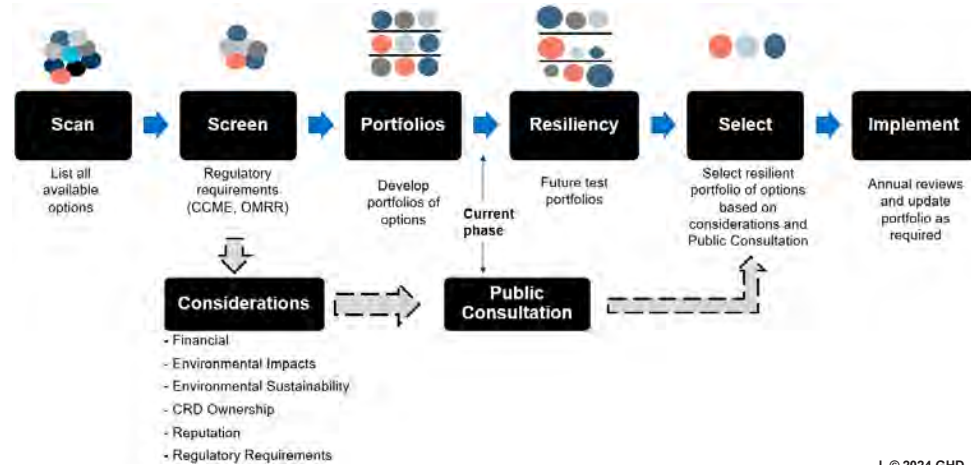 Scan
Screen
Portfolios
Resiliency
Select
Implement
List all
available
options
Regulatory
requirements
(CCME, OMRR)
Develop
portfolios of
options
Current
phase
Future test
portfolios
Select resilient
portfolio of options
based on
considerations and
Public Consultation
Annual reviews
and update
portfolio as
required
Considerations
Public
Consultation
- Financial
- Environmental Impacts
- Environmental Sustainability
- CRD Ownership
- Reputation
- Regulatory Requirements
© 2024 GHD